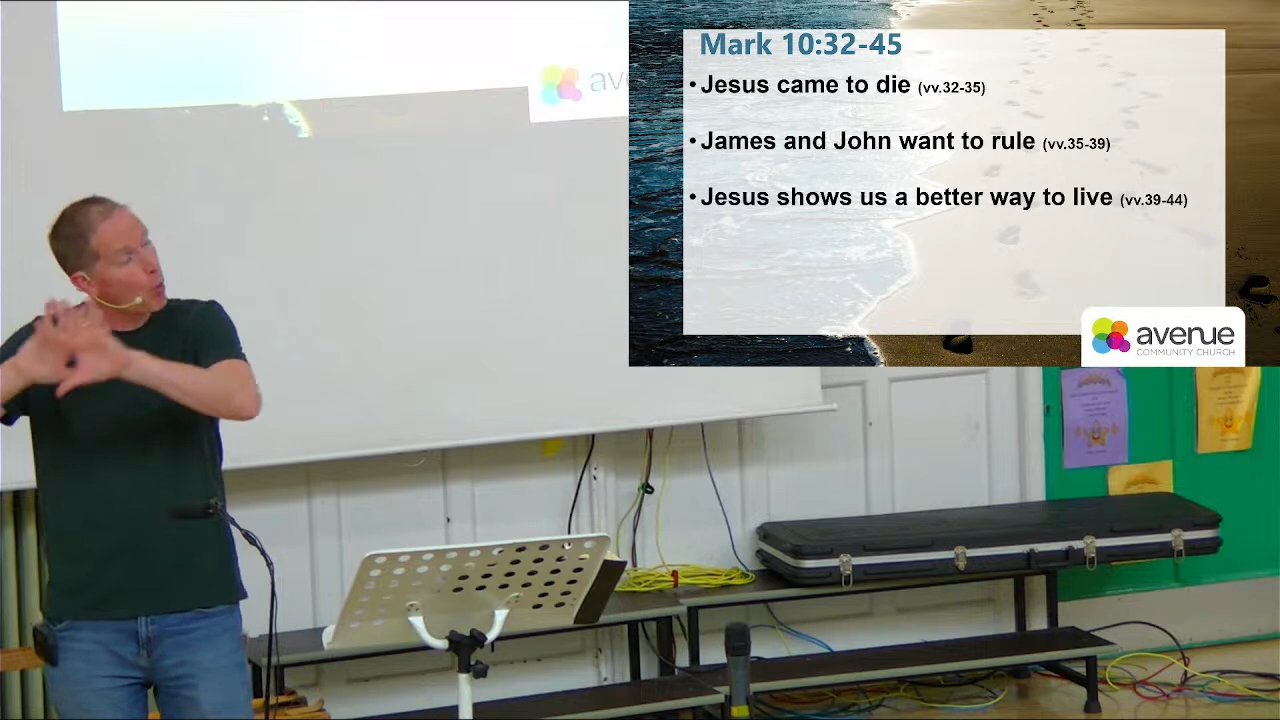 av
Mark 10:32-45
• Jesus came to die (vv.32-35)
• James and John want to rule (vv.35-39)
• Jesus shows us a better way to live (vv.39-44)
avenue
COMMUNITY CHURCH